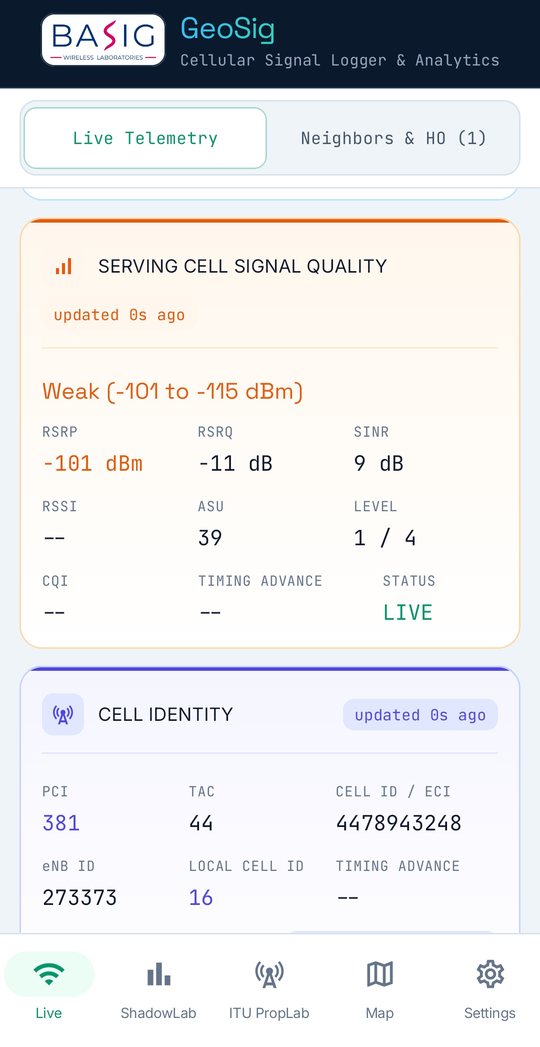 BASIG
WIRELESS LABORATORIES
GeoSig
Cellular Signal Logger & Analytics
Live Telemetry
Neighbors & HO (1)
SERVING CELL SIGNAL QUALITY
updated 0s ago
Weak (-101 to -115 dBm)
RSRP RSRQ SINR
-101 dBm -11 dB 9 dB
RSSI ASU LEVEL
-- 39 1 / 4
CQI TIMING ADVANCE STATUS
-- -- LIVE
CELL IDENTITY
updated 0s ago
PCI TAC CELL ID / ECI
381 44 4478943248
eNB ID LOCAL CELL ID TIMING ADVANCE
273373 16 --
Live ShadowLab ITU PropLab Map Settings